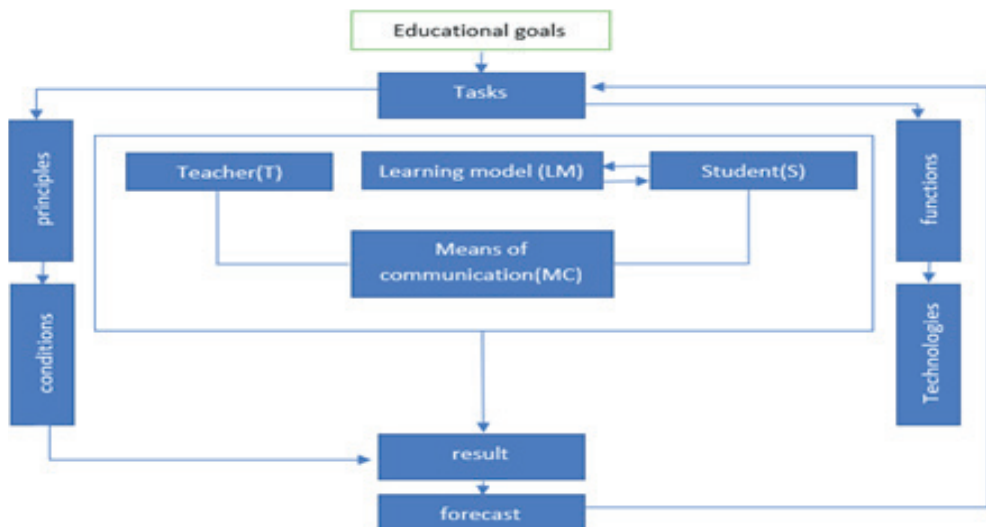 Educational goals
Tasks
principles
functions
Teacher(T)
Learning model (LM)
Student(S)
Means of
communication(MC)
conditions
Technologies
result
forecast